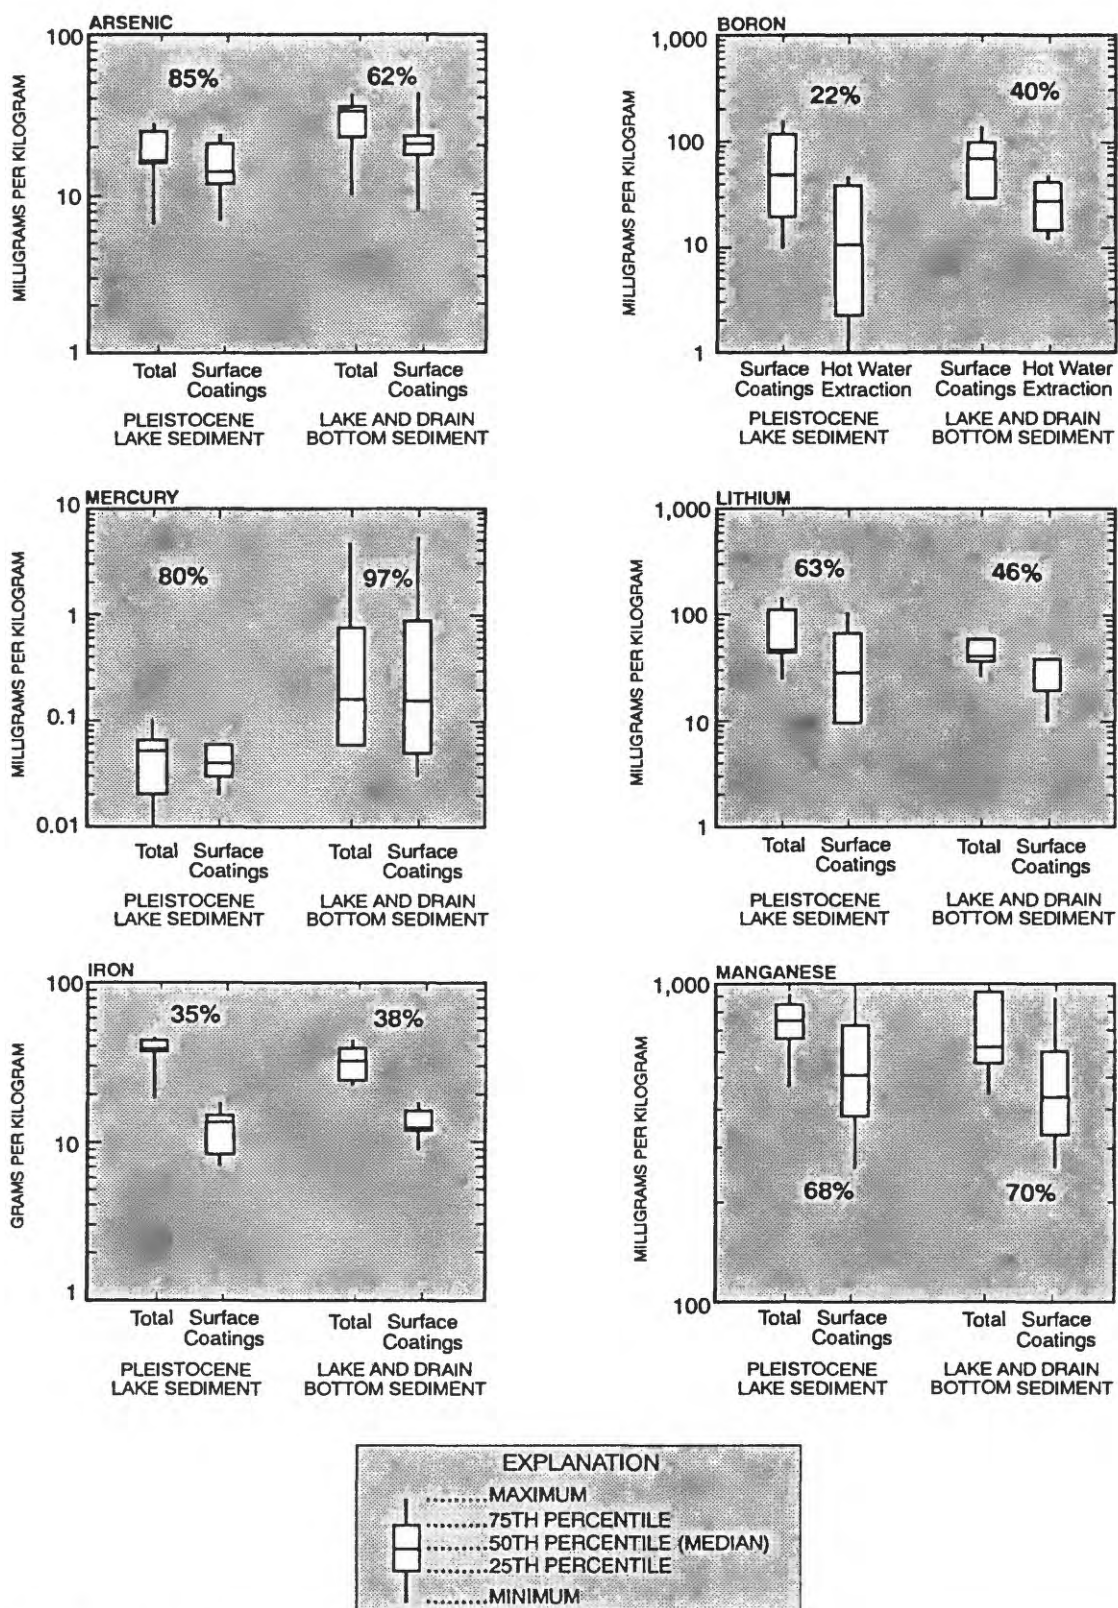 ARSENIC
MILLIGRAMS PER KILOGRAM
100
10
1
85%
62%
Total Surface Coatings
Total Surface Coatings
PLEISTOCENE
LAKE SEDIMENT
LAKE AND DRAIN
BOTTOM SEDIMENT
BORON
MILLIGRAMS PER KILOGRAM
1,000
100
10
1
22%
40%
Surface Coatings
Hot Water Extraction
Surface Coatings
Hot Water Extraction
PLEISTOCENE
LAKE SEDIMENT
LAKE AND DRAIN
BOTTOM SEDIMENT
MERCURY
MILLIGRAMS PER KILOGRAM
10
1
0.1
0.01
80%
97%
Total Surface Coatings
Total Surface Coatings
PLEISTOCENE
LAKE SEDIMENT
LAKE AND DRAIN
BOTTOM SEDIMENT
LITHIUM
MILLIGRAMS PER KILOGRAM
1,000
100
10
1
63%
46%
Total Surface Coatings
Total Surface Coatings
PLEISTOCENE
LAKE SEDIMENT
LAKE AND DRAIN
BOTTOM SEDIMENT
IRON
GRAMS PER KILOGRAM
100
10
1
35%
38%
Total Surface Coatings
Total Surface Coatings
PLEISTOCENE
LAKE SEDIMENT
LAKE AND DRAIN
BOTTOM SEDIMENT
MANGANESE
MILLIGRAMS PER KILOGRAM
1,000
100
68%
70%
Total Surface Coatings
Total Surface Coatings
PLEISTOCENE
LAKE SEDIMENT
LAKE AND DRAIN
BOTTOM SEDIMENT
EXPLANATION
MAXIMUM
75TH PERCENTILE
50TH PERCENTILE (MEDIAN)
25TH PERCENTILE
MINIMUM